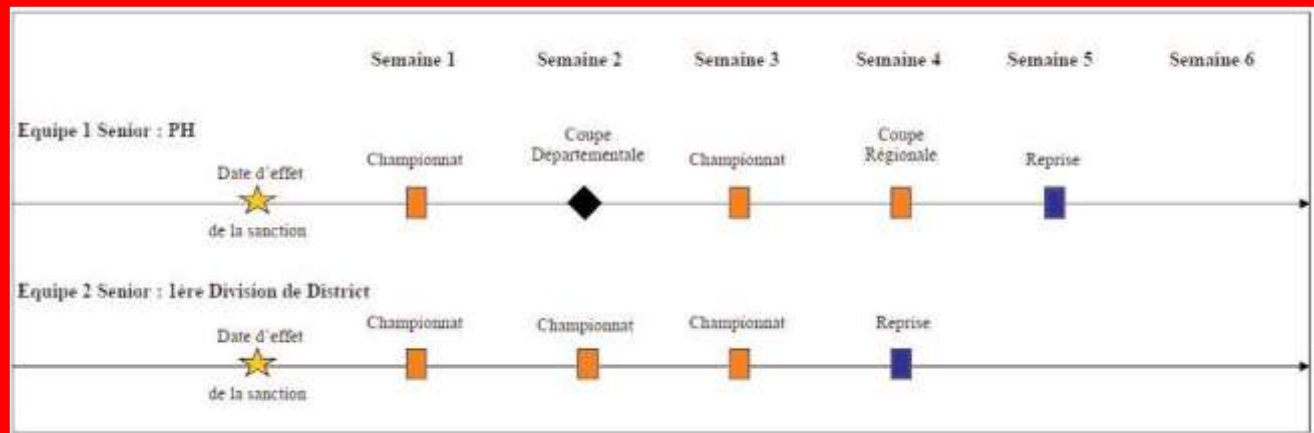 Semaine 1 Semaine 2 Semaine 3 Semaine 4 Semaine 5 Semaine 6
Equipe 1 Senior : PH
Championnat
Coupe
Départementale
Championnat
Coupe
Régionale
Reprise
Date d'effet
de la sanction
Equipe 2 Senior : 1ère Division de District
Championnat Championnat Championnat Reprise
Date d'effet
de la sanction